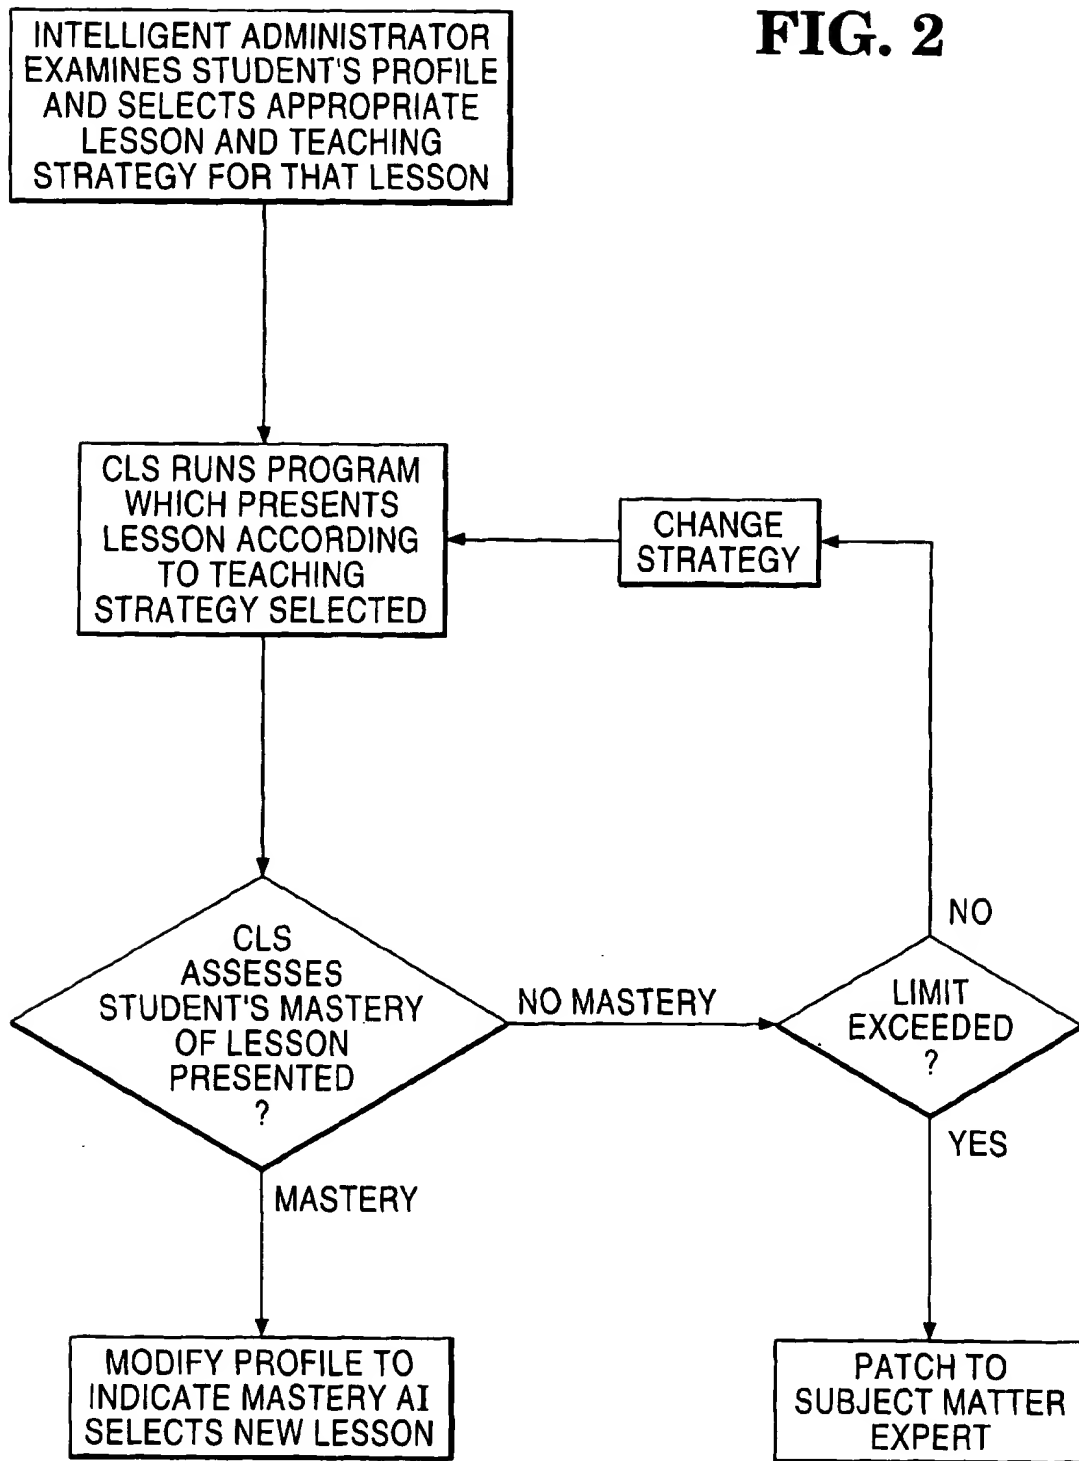 FIG. 2
INTELLIGENT ADMINISTRATOR
EXAMINES STUDENT'S PROFILE
AND SELECTS APPROPRIATE
LESSON AND TEACHING
STRATEGY FOR THAT LESSON
CLS RUNS PROGRAM
WHICH PRESENTS
LESSON ACCORDING
TO TEACHING
STRATEGY SELECTED
CHANGE
STRATEGY
CLS
ASSESSES
STUDENT'S MASTERY
OF LESSON
PRESENTED
?
NO MASTERY
LIMIT
EXCEEDED
?
NO
YES
MASTERY
MODIFY PROFILE TO
INDICATE MASTERY AI
SELECTS NEW LESSON
PATCH TO
SUBJECT MATTER
EXPERT